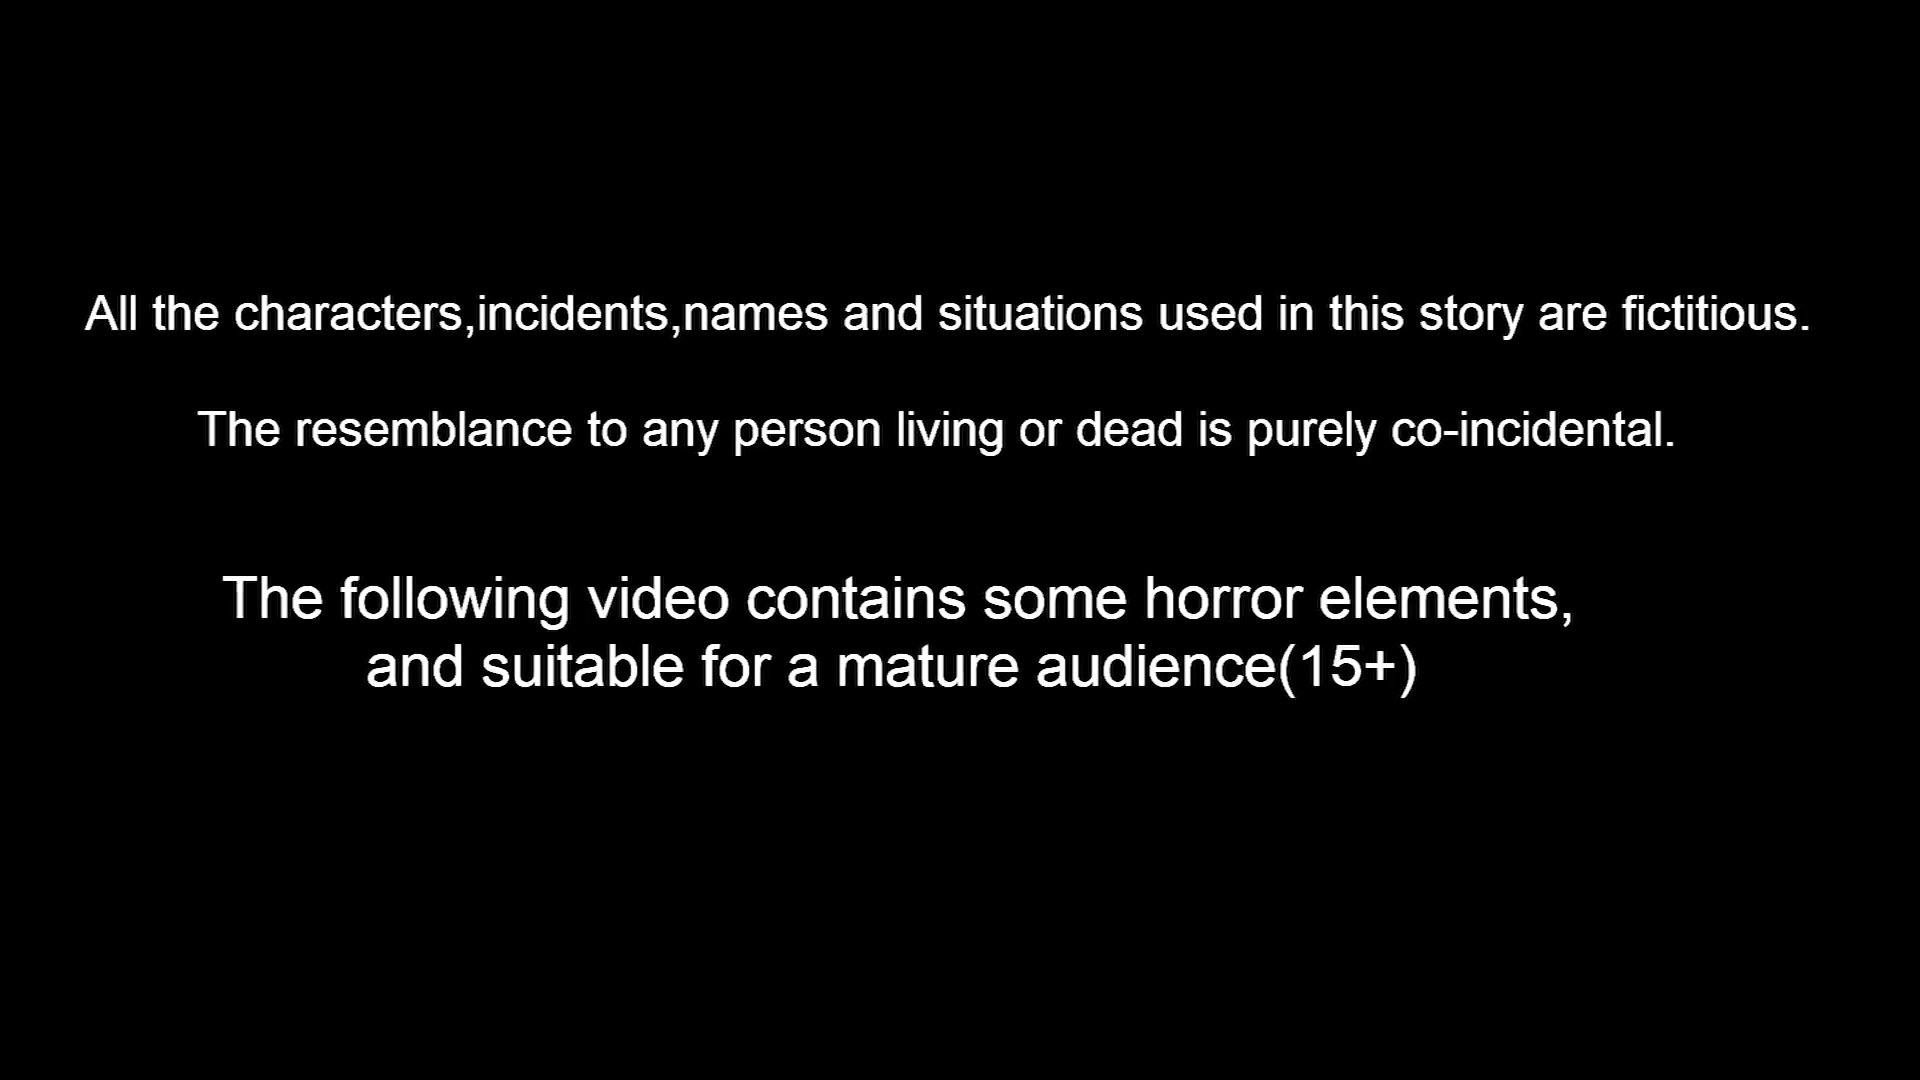 All the characters,incidents,names and situations used in this story are fictitious.
The resemblance to any person living or dead is purely co-incidental.
The following video contains some horror elements,
and suitable for a mature audience(15+)